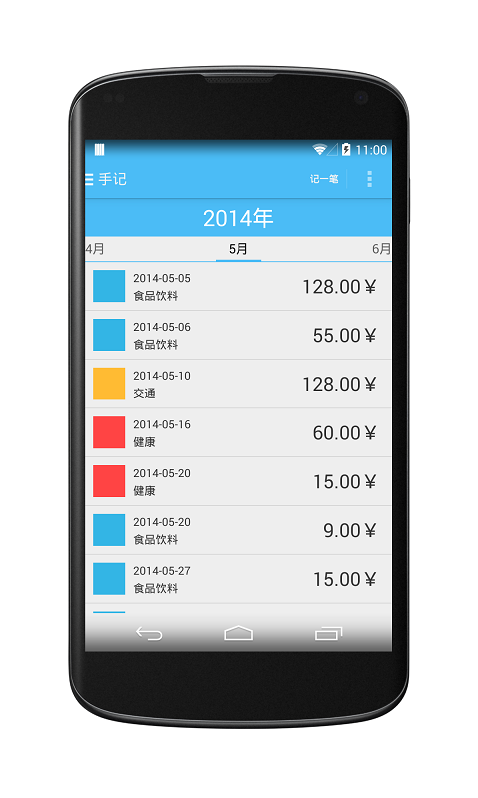 11:00
手记
记一笔
2014年
4月
5月
6月
2014-05-05
食品饮料
128.00¥
2014-05-06
食品饮料
55.00¥
2014-05-10
交通
128.00¥
2014-05-16
健康
60.00¥
2014-05-20
健康
15.00¥
2014-05-20
食品饮料
9.00¥
2014-05-27
食品饮料
15.00¥